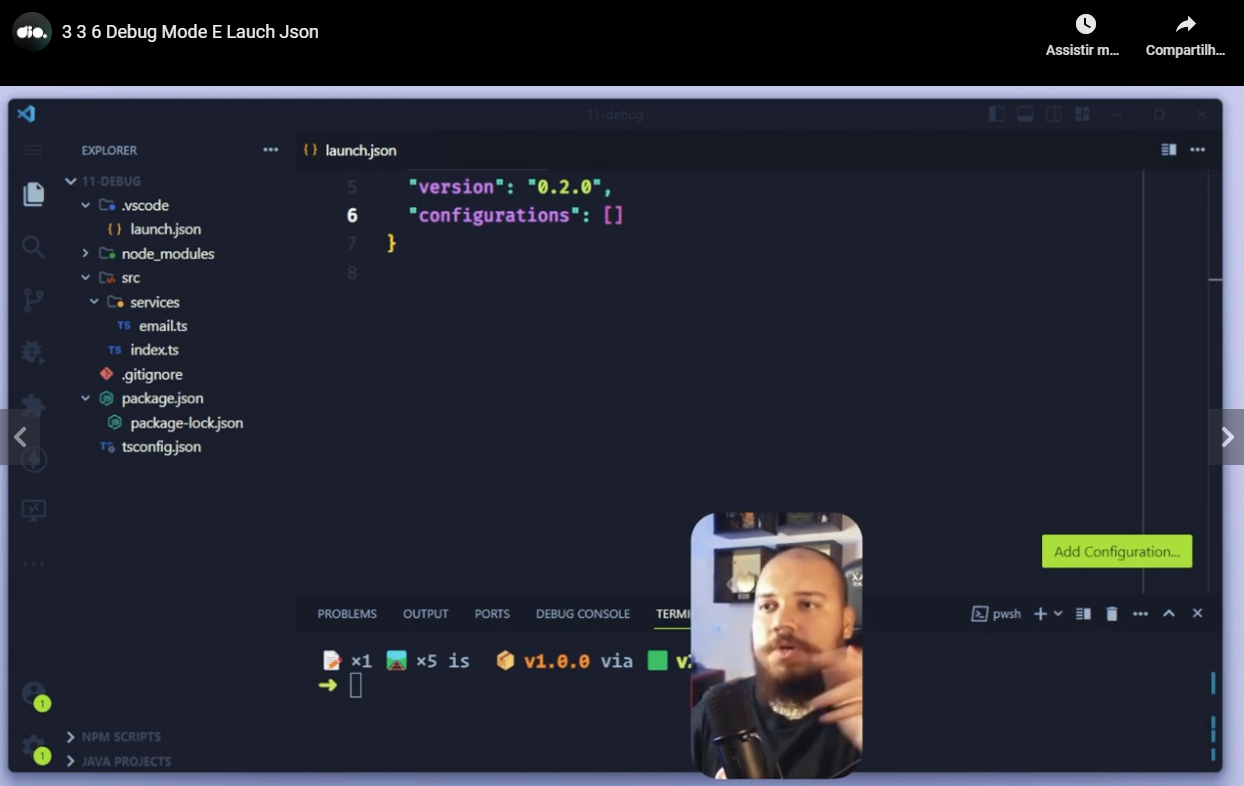 dio.
3 3 6 Debug Mode E Lauch Json
Assistir m...
Compartilh...
11-debug
EXPLORER
launch.json
11-DEBUG
.vscode
launch.json
node_modules
src
services
TS email.ts
TS index.ts
.gitignore
package.json
package-lock.json
tsconfig.json
5 "version": "0.2.0",
6 "configurations": []
7 }
8
Add Configuration...
PROBLEMS OUTPUT PORTS DEBUG CONSOLE TERMI
pwsh
×1 ×5 is v1.0.0 via v
➜
1
1
NPM SCRIPTS
JAVA PROJECTS